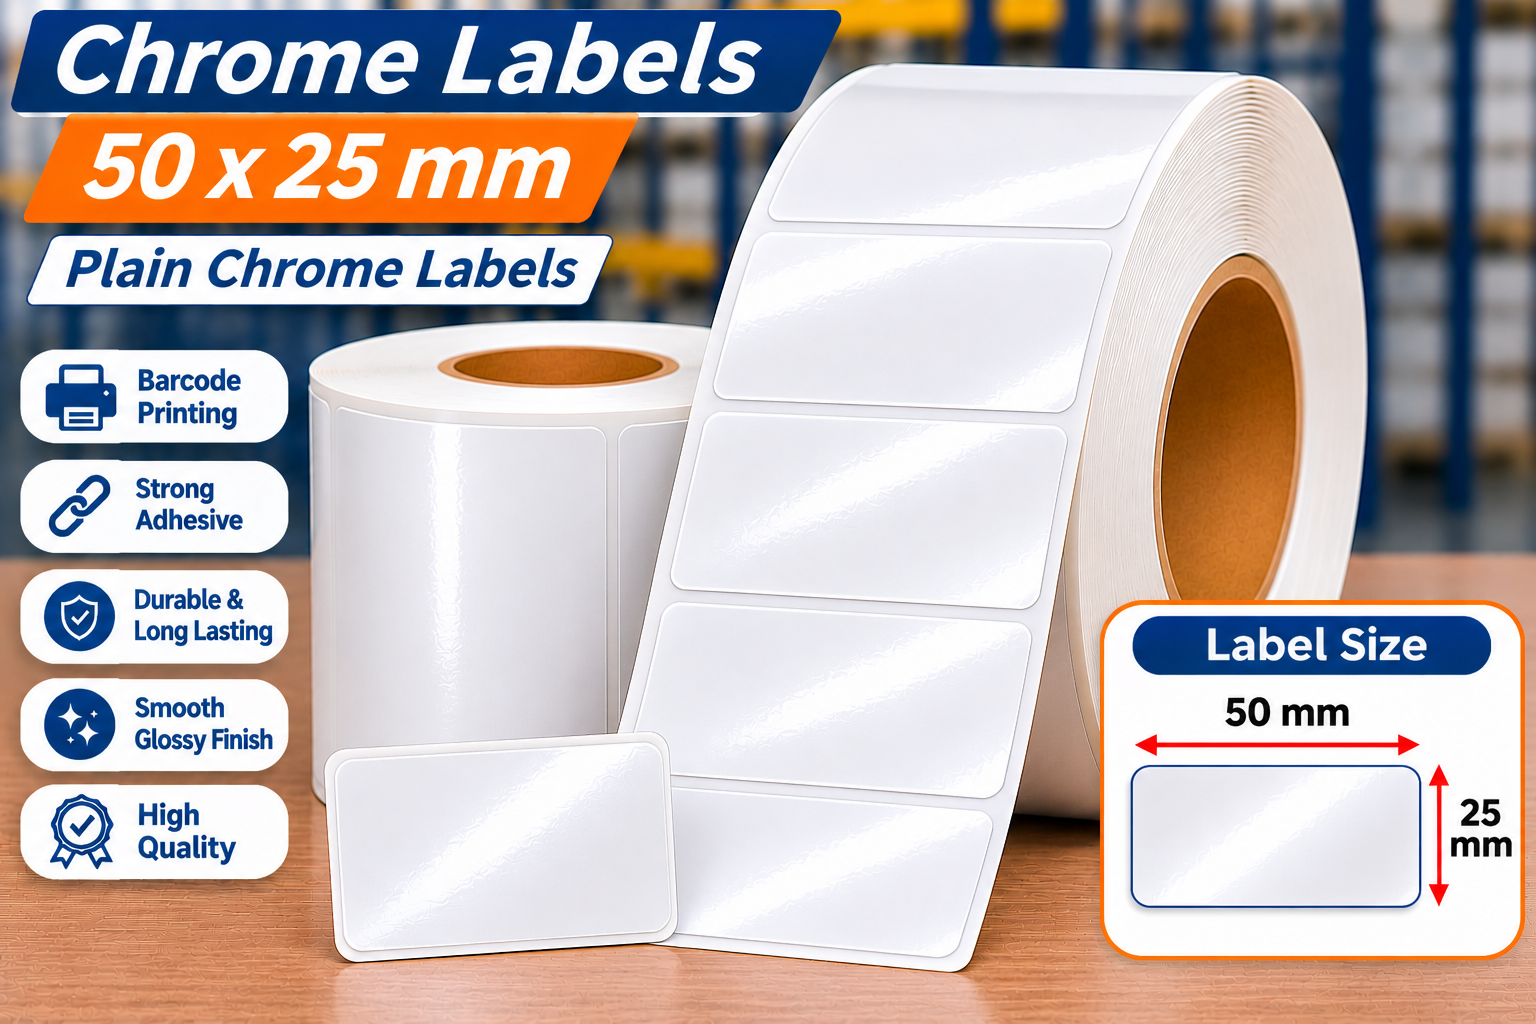 Chrome Labels
50 x 25 mm
Plain Chrome Labels
Barcode
Printing
Strong
Adhesive
Durable &
Long Lasting
Smooth
Glossy Finish
High
Quality
Label Size
50 mm
25
mm